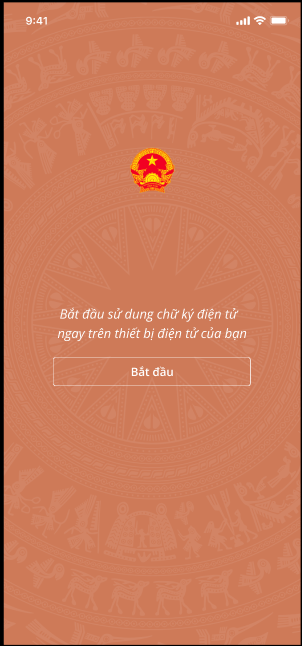 9:41
Bắt đầu sử dung chữ ký điện tử
ngay trên thiết bị điện tử của bạn
Bắt đầu